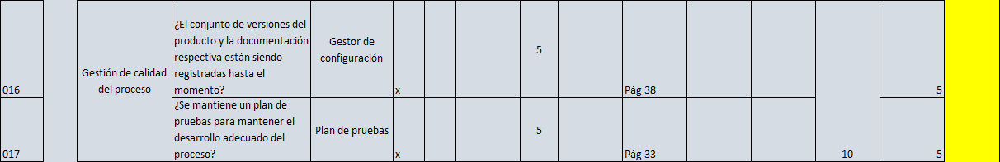 016
Gestión de calidad
del proceso
¿El conjunto de versiones del
producto y la documentación
respectiva están siendo
registradas hasta el
momento?
Gestor de
configuración
x
5
Pág 38
5
017
¿Se mantiene un plan de
pruebas para mantener el
desarrollo adecuado del
proceso?
Plan de pruebas
x
5
Pág 33
10
5